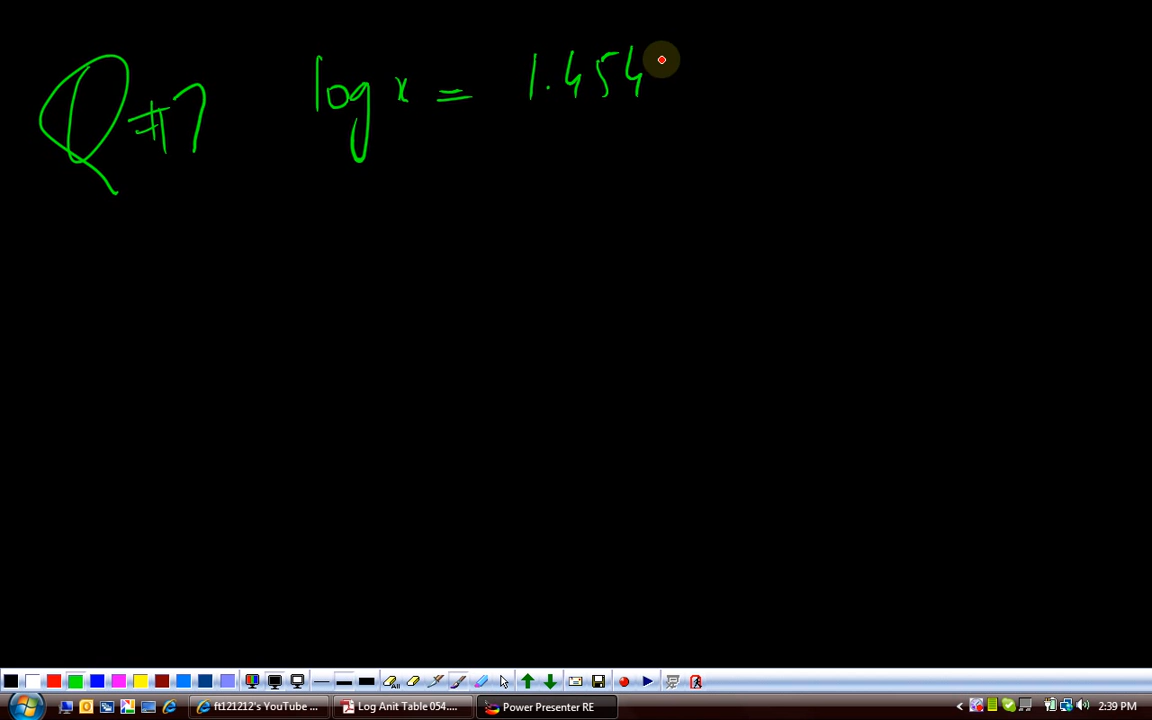 Q#7 log x = 1.454
ft121212's YouTube ... Log Anit Table 054.... Power Presenter RE 2:39 PM